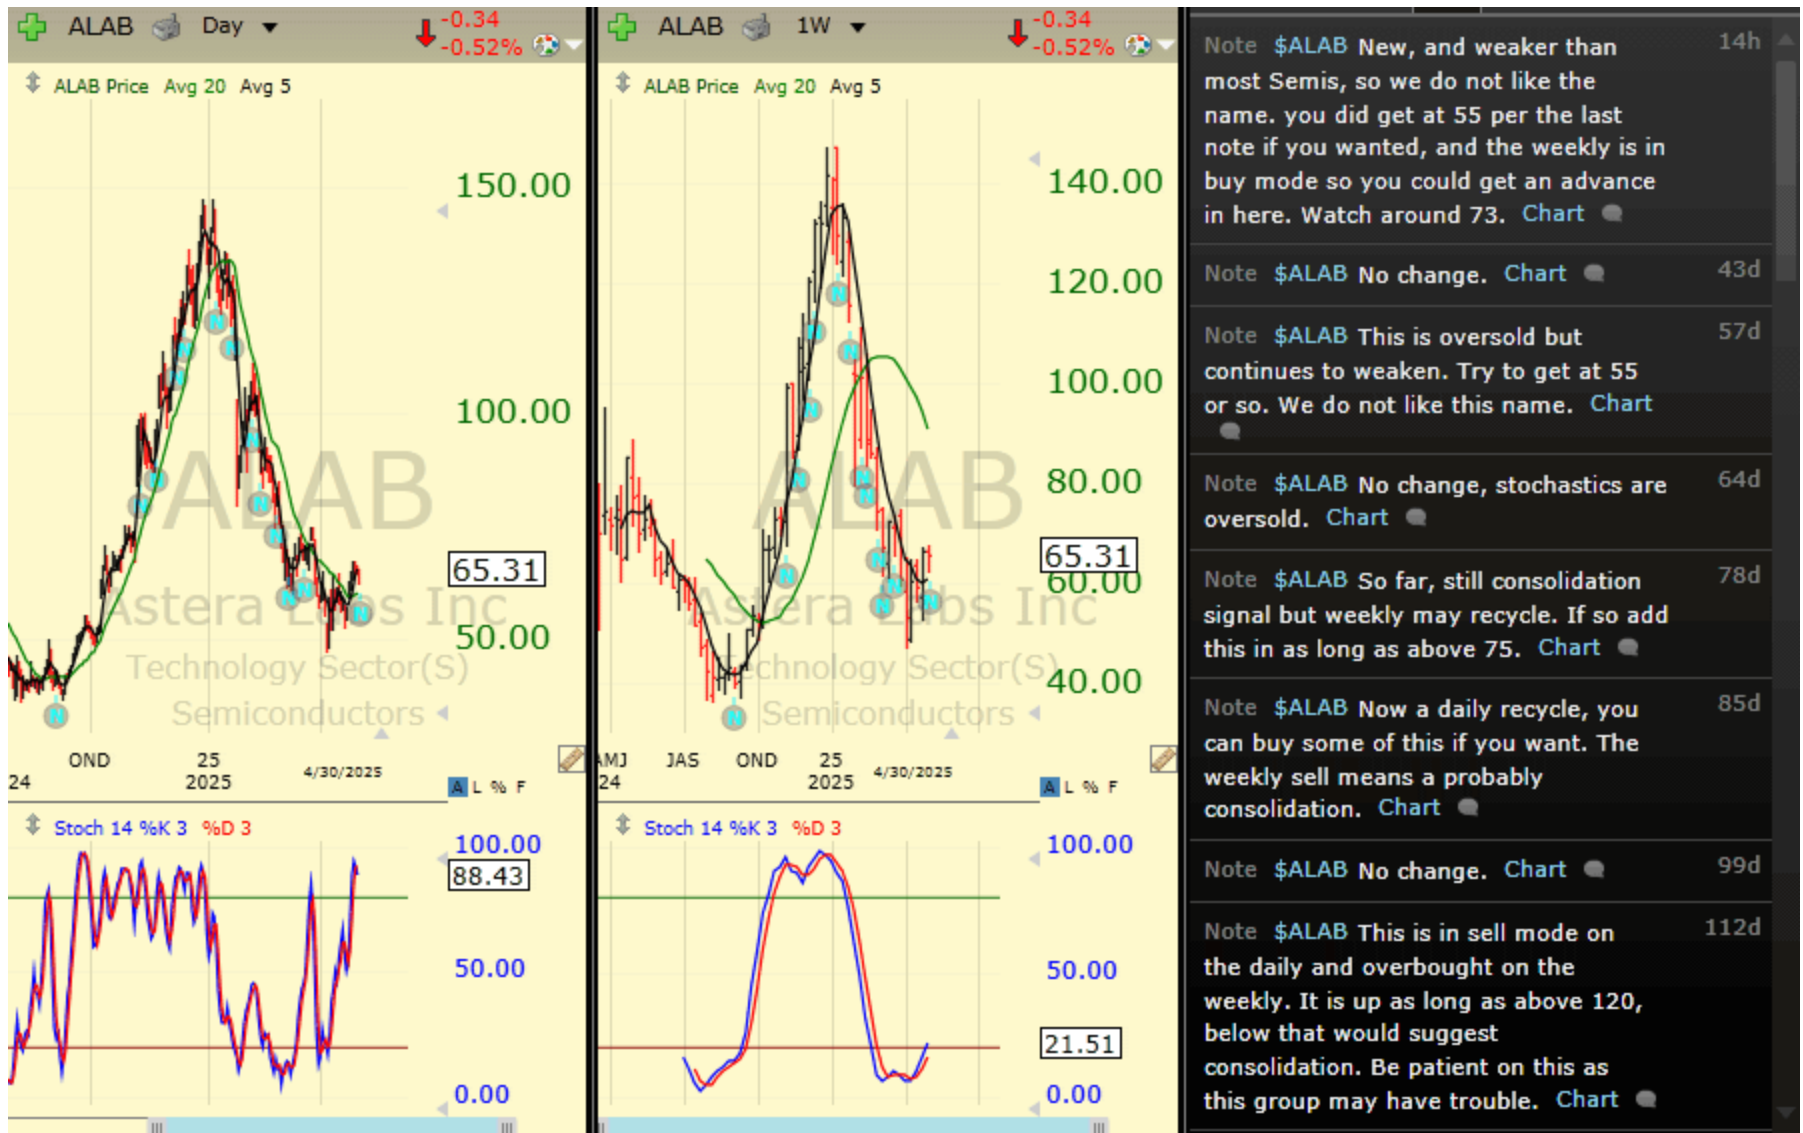 ALAB Day -0.34
-0.52%
ALAB Price Avg 20 Avg 5
150.00
100.00
65.31
50.00
ALAB
Astera Labs Inc
Technology Sector(S)
Semiconductors
OND 25 4/30/2025
24 2025
A L % F
Stoch 14 %K 3 %D 3
100.00
88.43
50.00
0.00
ALAB 1W -0.34
-0.52%
ALAB Price Avg 20 Avg 5
140.00
120.00
100.00
80.00
65.31
60.00
40.00
ALAB
Astera Labs Inc
Technology Sector(S)
Semiconductors
AMJ JAS OND 25 4/30/2025
24 2025
A L % F
Stoch 14 %K 3 %D 3
100.00
50.00
21.51
0.00
Note $ALAB New, and weaker than 14h
most Semis, so we do not like the
name. you did get at 55 per the last
note if you wanted, and the weekly is in
buy mode so you could get an advance
in here. Watch around 73. Chart
Note $ALAB No change. Chart 43d
Note $ALAB This is oversold but 57d
continues to weaken. Try to get at 55
or so. We do not like this name. Chart
Note $ALAB No change, stochastics are 64d
oversold. Chart
Note $ALAB So far, still consolidation 78d
signal but weekly may recycle. If so add
this in as long as above 75. Chart
Note $ALAB Now a daily recycle, you 85d
can buy some of this if you want. The
weekly sell means a probably
consolidation. Chart
Note $ALAB No change. Chart 99d
Note $ALAB This is in sell mode on 112d
the daily and overbought on the
weekly. It is up as long as above 120,
below that would suggest
consolidation. Be patient on this as
this group may have trouble. Chart